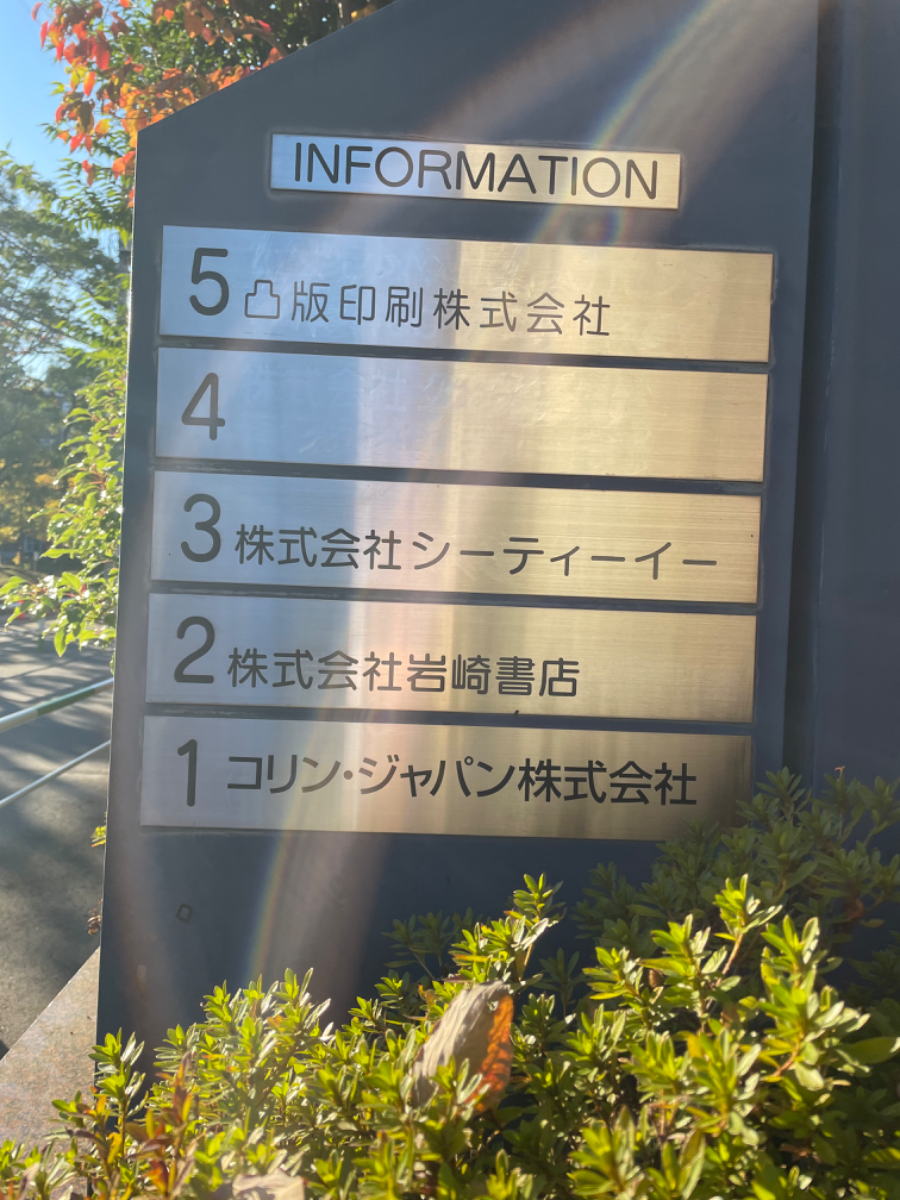 INFORMATION
5 凸版印刷株式会社
4
3 株式会社シーティーイー
2 株式会社岩崎書店
1 コリン・ジャパン株式会社